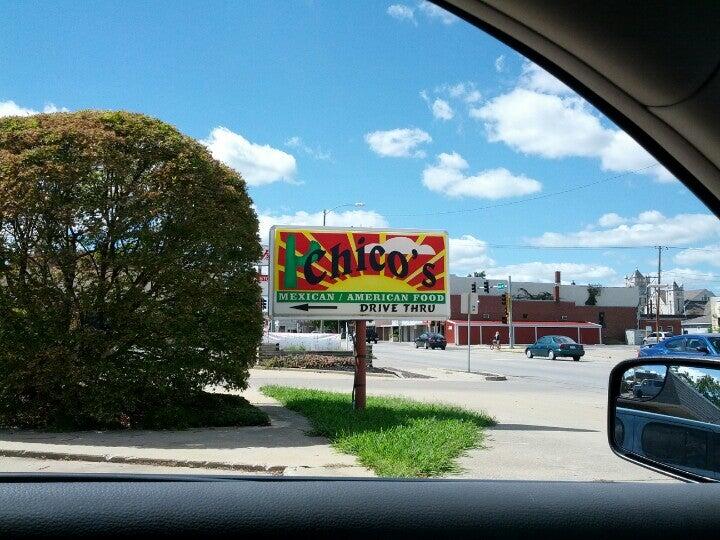 Chico's
MEXICAN / AMERICAN FOOD
DRIVE THRU